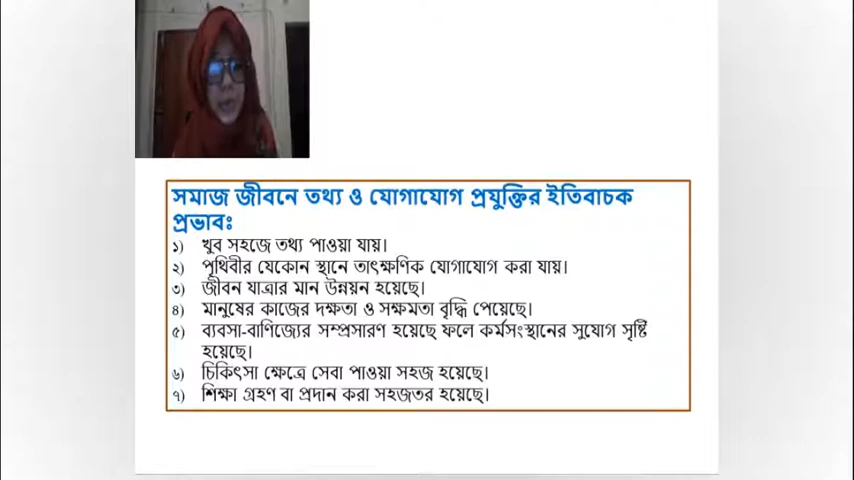 সমাজ জীবনে তথ্য ও যোগাযোগ প্রযুক্তির ইতিবাচক
প্রভাবঃ
১) খুব সহজে তথ্য পাওয়া যায়।
২) পৃথিবীর যেকোন স্থানে তাৎক্ষণিক যোগাযোগ করা যায়।
৩) জীবন যাত্রার মান উন্নয়ন হয়েছে।
৪) মানুষের কাজের দক্ষতা ও সক্ষমতা বৃদ্ধি পেয়েছে।
৫) ব্যবসা-বাণিজ্যের সম্প্রসারণ হয়েছে ফলে কর্মসংস্থানের সুযোগ সৃষ্টি
হয়েছে।
৬) চিকিৎসা ক্ষেত্রে সেবা পাওয়া সহজ হয়েছে।
৭) শিক্ষা গ্রহণ বা প্রদান করা সহজতর হয়েছে।